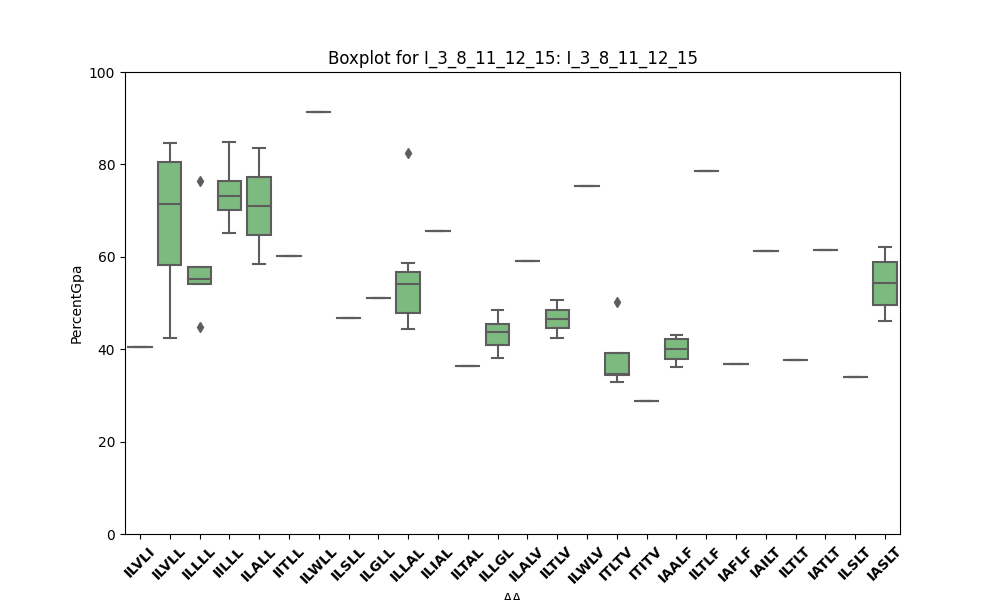 Boxplot for I_3_8_11_12_15: I_3_8_11_12_15
100
80
60
40
20
0
PercentGpa
ILVLI ILVLL ILLLL IILLL ILALL IITLL ILWLL ILSLL ILGLL ILLAL ILIAL ILTAL ILLGL ILALV ILTLV ILWLV ITLTV ITITV IAALF ILTLF IAFLF IAILT ILTLT IATLT ILSLT IASLT
AA